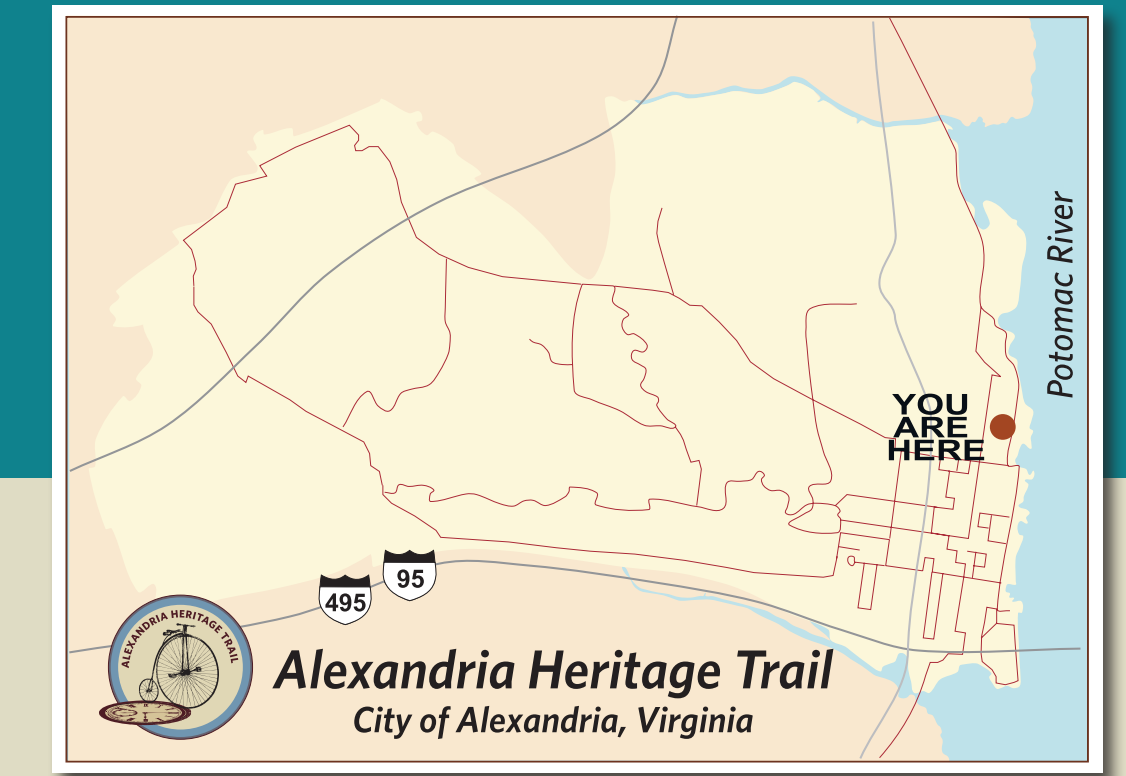 Potomac River
YOU
ARE
HERE
95
495
ALEXANDRIA HERITAGE TRAIL
Alexandria Heritage Trail
City of Alexandria, Virginia